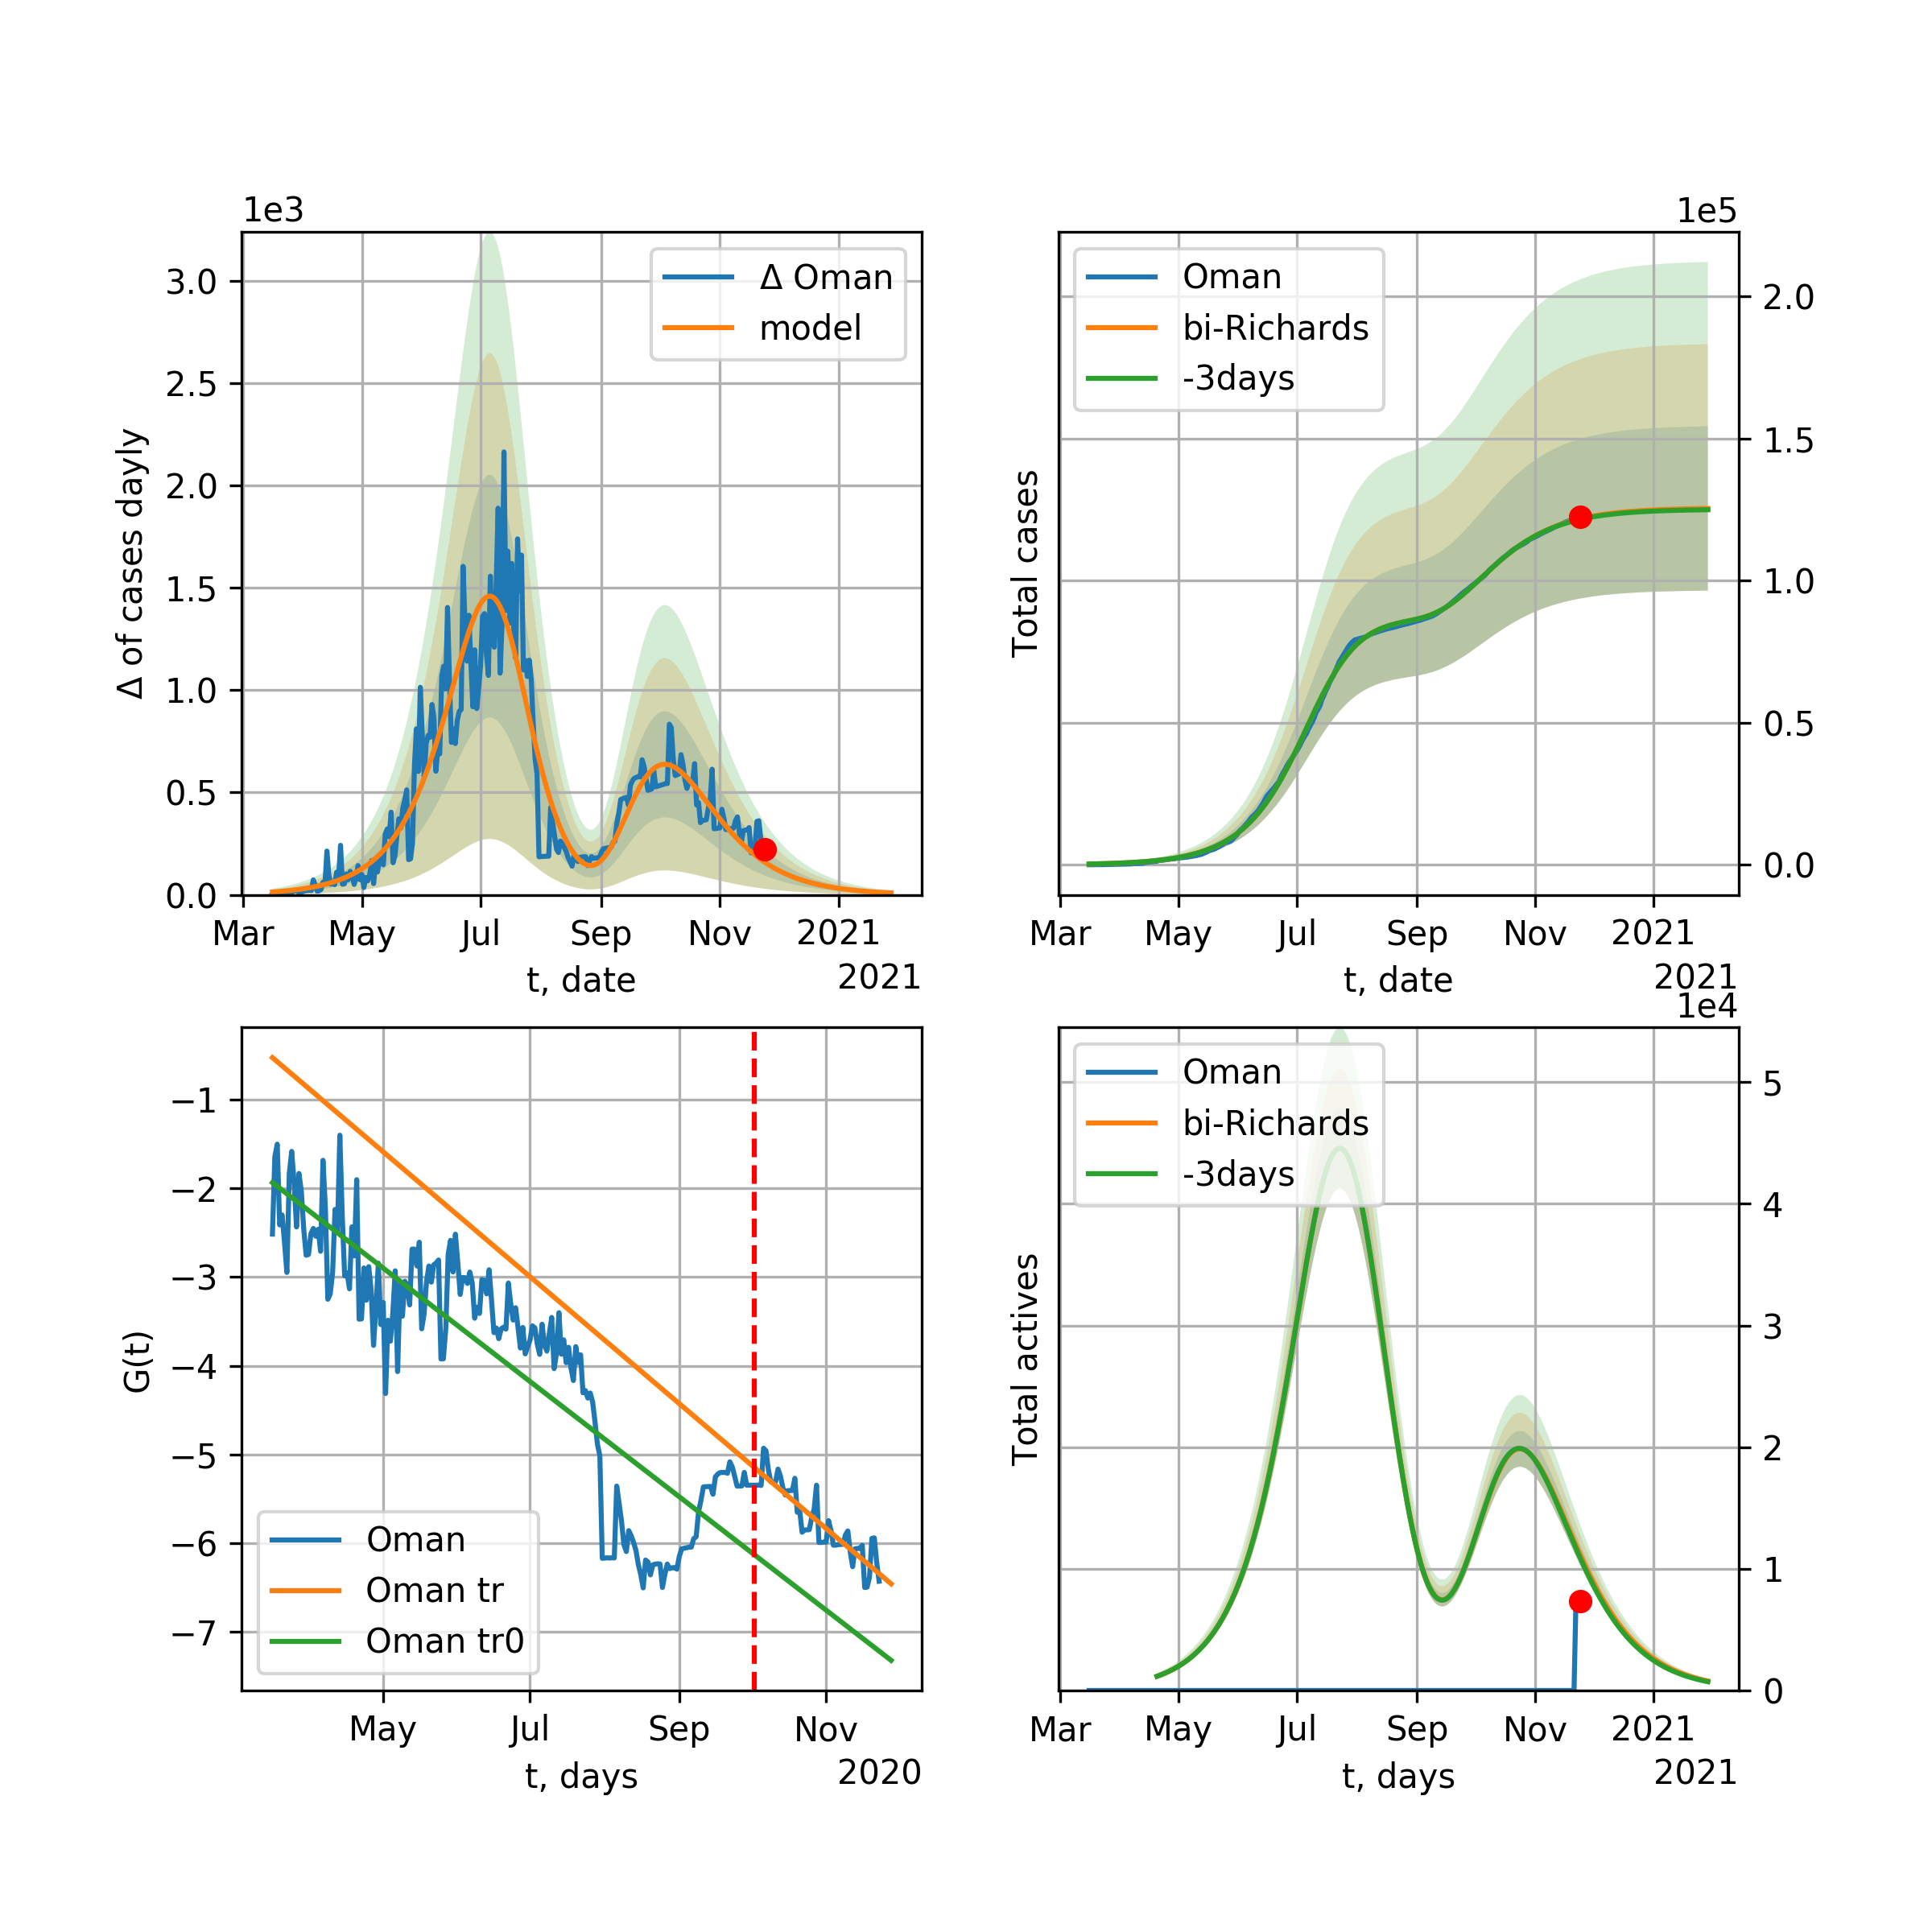 1e3
3.0
2.5
2.0
1.5
1.0
0.5
0.0
Δ of cases dayly
Δ Oman
model
Mar May Jul Sep Nov 2021
t, date
2021
1e5
2.0
1.5
1.0
0.5
0.0
Total cases
Oman
bi-Richards
-3days
Mar May Jul Sep Nov 2021
t, date
2021
−1
−2
−3
−4
−5
−6
−7
G(t)
Oman
Oman tr
Oman tr0
May Jul Sep Nov
t, days
2020
1e4
5
4
3
2
1
0
Total actives
Oman
bi-Richards
-3days
Mar May Jul Sep Nov 2021
t, days
2021